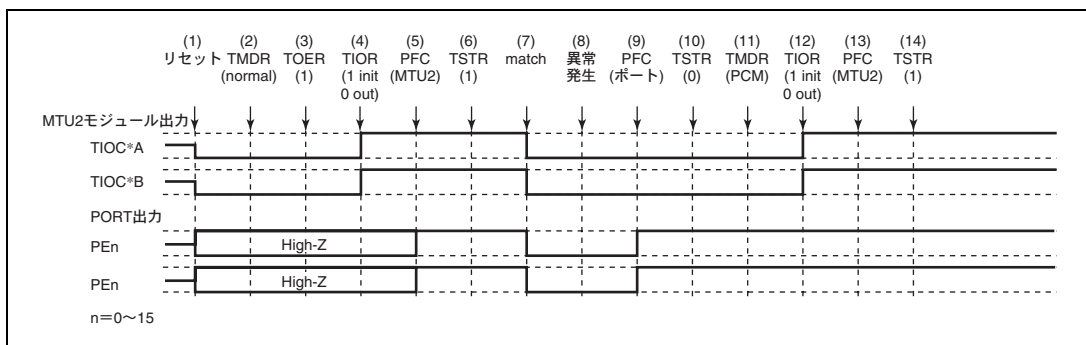 (1) (2) (3) (4) (5) (6) (7) (8) (9) (10) (11) (12) (13) (14)
リセット TMDR TOER TIOR PFC TSTR match 異常 PFC TSTR TMDR TIOR PFC TSTR
(normal) (1) (1 init (MTU2) (1) 発生 (ポート) (0) (PCM) (1 init (MTU2) (1)
0 out) 0 out)
MTU2モジュール出力
TIOC*A
TIOC*B
PORT出力
PEn High-Z
PEn High-Z
n=0～15